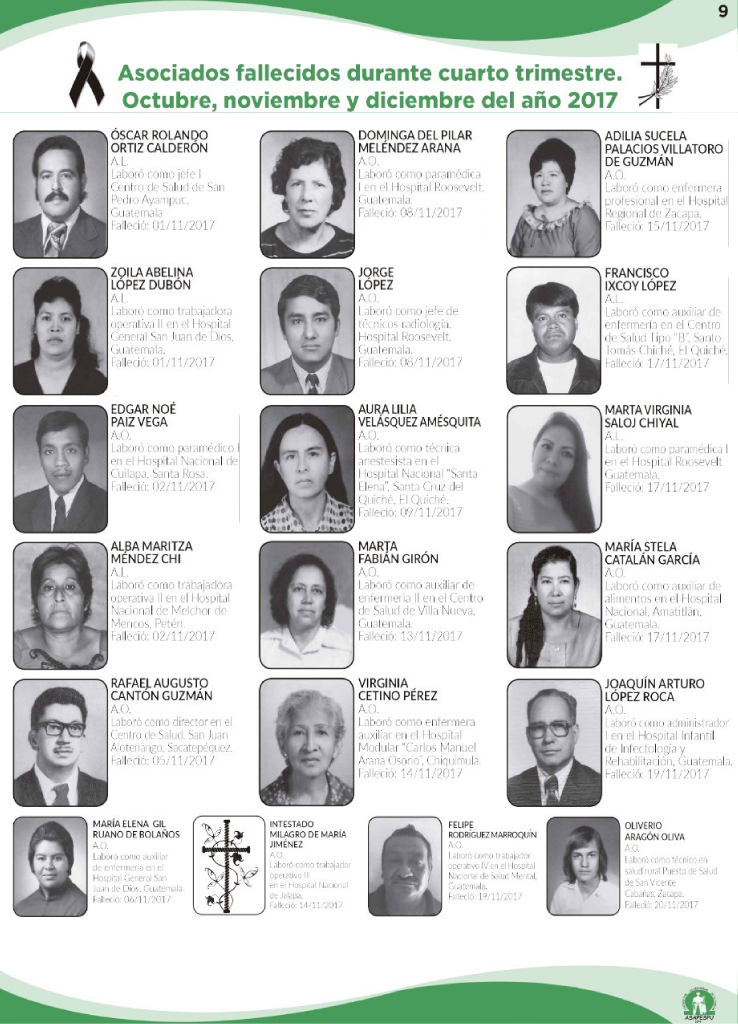 9
Asociados fallecidos durante cuarto trimestre.
Octubre, noviembre y diciembre del año 2017
ÓSCAR ROLANDO
ORTIZ CALDERÓN
A.L.
Laboró como jefe I
Centro de Salud de San
Pedro Ayampuc,
Guatemala
Falleció: 01/11/2017
DOMINGA DEL PILAR
MELÉNDEZ ARANA
A.O.
Laboró como paramédica
I en el Hospital Roosevelt,
Guatemala.
Falleció: 08/11/2017
ADILIA SUCELA
PALACIOS VILLATORO
DE GUZMÁN
A.O.
Laboró como enfermera
profesional en el Hospital
Regional de Zacapa.
Falleció: 15/11/2017
ZOILA ABELINA
LÓPEZ DUBÓN
A.L.
Laboró como trabajadora
operativa II en el Hospital
General San Juan de Dios,
Guatemala.
Falleció: 01/11/2017
JORGE
LÓPEZ
A.O.
Laboró como jefe de
técnicos radiología,
Hospital Roosevelt,
Guatemala.
Falleció: 08/11/2017
FRANCISCO
IXCOY LÓPEZ
A.L.
Laboró como auxiliar de
enfermería en el Centro
de Salud Tipo "B", Santo
Tomás Chiché, El Quiché.
Falleció: 17/11/2017
EDGAR NOÉ
PAIZ VEGA
A.O.
Laboró como paramédico I
en el Hospital Nacional de
Cuilapa, Santa Rosa.
Falleció: 02/11/2017
AURA LILIA
VELÁSQUEZ AMÉSQUITA
A.O.
Laboró como técnica
anestesista en el
Hospital Nacional "Santa
Elena", Santa Cruz del
Quiché, El Quiché.
Falleció: 09/11/2017
MARTA VIRGINIA
SALOJ CHIYAL
A.L.
Laboró como paramédica I
en el Hospital Roosevelt
Guatemala.
Falleció: 17/11/2017
ALBA MARITZA
MÉNDEZ CHI
A.L.
Laboró como trabajadora
operativa II en el Hospital
Nacional de Melchor de
Mencos, Petén.
Falleció: 02/11/2017
MARTA
FABIÁN GIRÓN
A.O.
Laboró como auxiliar de
enfermería II en el Centro
de Salud de Villa Nueva,
Guatemala.
Falleció: 13/11/2017
MARÍA STELA
CATALÁN GARCÍA
A.O.
Laboró como auxiliar de
alimentos en el Hospital
Nacional, Amatitlán,
Guatemala.
Falleció: 17/11/2017
RAFAEL AUGUSTO
CANTÓN GUZMÁN
A.O.
Laboró como director en el
Centro de Salud, San Juan
Alotenango, Sacatepéquez.
Falleció: 05/11/2017
VIRGINIA
CETINO PÉREZ
A.O.
Laboró como enfermera
auxiliar en el Hospital
Modular "Carlos Manuel
Arana Osorio", Chiquimula.
Falleció: 14/11/2017
JOAQUÍN ARTURO
LÓPEZ ROCA
A.O.
Laboró como administrador
I en el Hospital Infantil
de Infectología y
Rehabilitación, Guatemala.
Falleció: 19/11/2017
MARÍA ELENA GIL
RUANO DE BOLAÑOS
A.O.
Laboró como auxiliar
de enfermería en el
Hospital General San
Juan de Dios, Guatemala
Falleció: 06/11/2017
INTESTADO
MILAGRO DE MARÍA
JIMÉNEZ
A.O.
Laboró como trabajador
operativo III
en el Hospital Nacional
de Jalapa.
Falleció: 14/11/2017
FELIPE
RODRIGUEZ MARROQUÍN
A.O.
Laboró como trabajador
operativo IV en el Hospital
Nacional de Salud Mental,
Guatemala.
Falleció: 19/11/2017
OLIVERIO
ARAGÓN OLIVA
A.O.
Laboró como técnico en
salud rural Puesto de Salud
de San Vicente
Cabañas, Zacapa.
Falleció: 20/11/2017